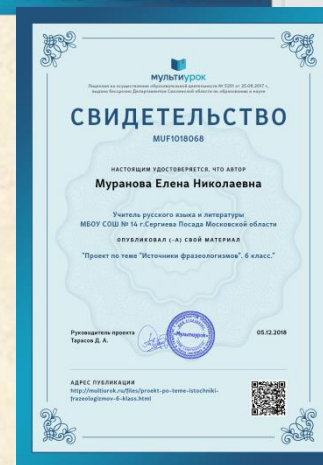 мультиурок
СВИДЕТЕЛЬСТВО
MUF1018068
НАСТОЯЩИМ УДОСТОВЕРЯЕТСЯ, ЧТО АВТОР
Муранова Елена Николаевна
Учитель русского языка и литературы
МБОУ СОШ № 14 г.Сергиева Посада Московской области
ОПУБЛИКОВАЛ (-А) СВОЙ МАТЕРИАЛ
"Проект по теме "Источники фразеологизмов". 6 класс."
Руководитель проекта
Тарасов Д. А.
«Мультиурок»
05.12.2018
АДРЕС ПУБЛИКАЦИИ
http://multiurok.ru/files/proekt-po-teme-istochniki-
frazeologizmov-6-klass.html